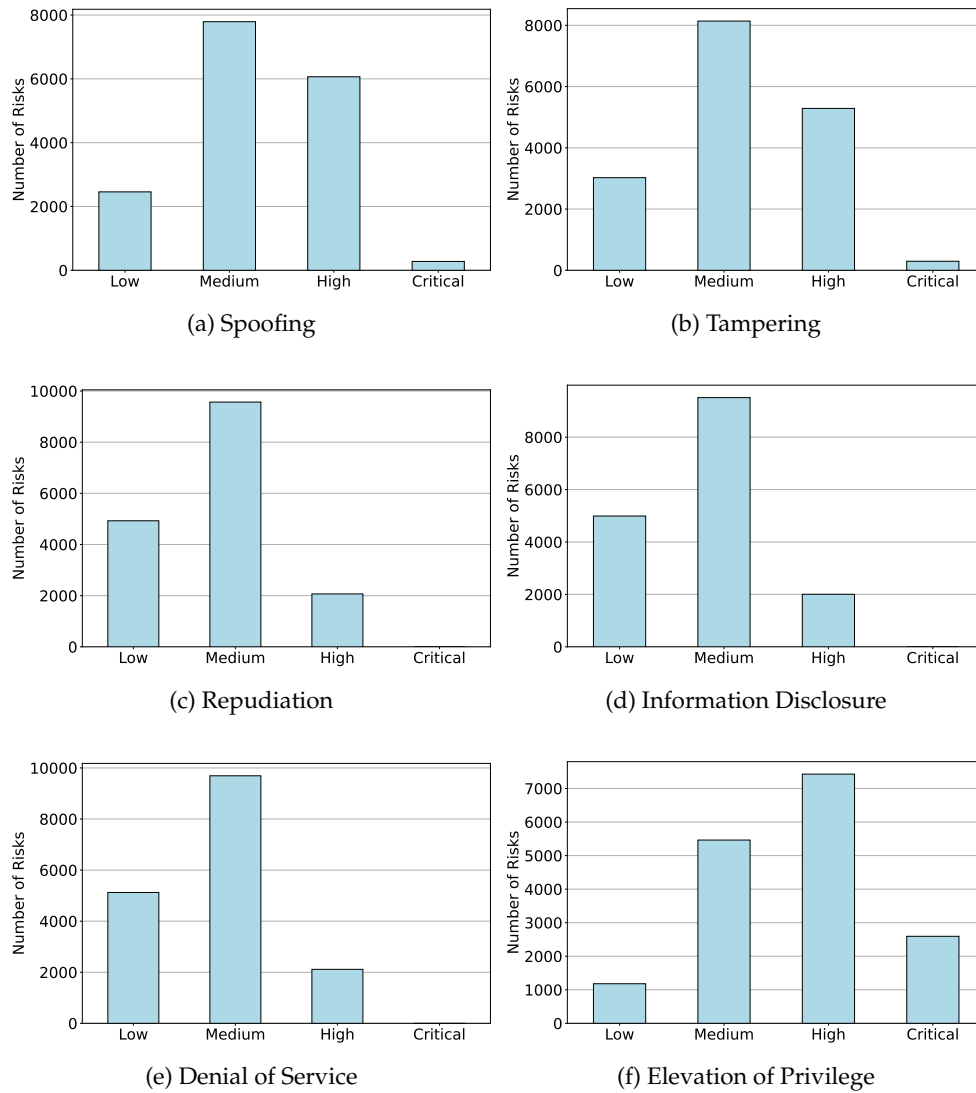 8000
6000
4000
2000
0
Number of Risks
Low Medium High Critical
(a) Spoofing
8000
6000
4000
2000
0
Number of Risks
Low Medium High Critical
(b) Tampering
10000
8000
6000
4000
2000
0
Number of Risks
Low Medium High Critical
(c) Repudiation
8000
6000
4000
2000
0
Number of Risks
Low Medium High Critical
(d) Information Disclosure
10000
8000
6000
4000
2000
0
Number of Risks
Low Medium High Critical
(e) Denial of Service
7000
6000
5000
4000
3000
2000
1000
0
Number of Risks
Low Medium High Critical
(f) Elevation of Privilege